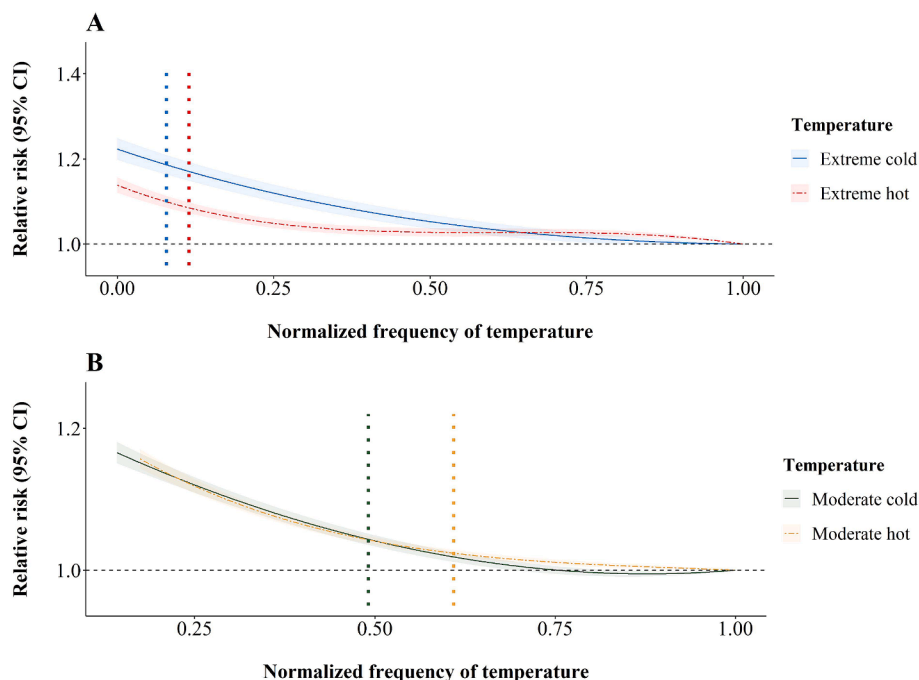 A
Relative risk (95% CI)
1.4
1.2
1.0
0.00
0.25
0.50
0.75
1.00
Normalized frequency of temperature
Temperature
Extreme cold
Extreme hot
B
Relative risk (95% CI)
1.2
1.0
0.25
0.50
0.75
1.00
Normalized frequency of temperature
Temperature
Moderate cold
Moderate hot